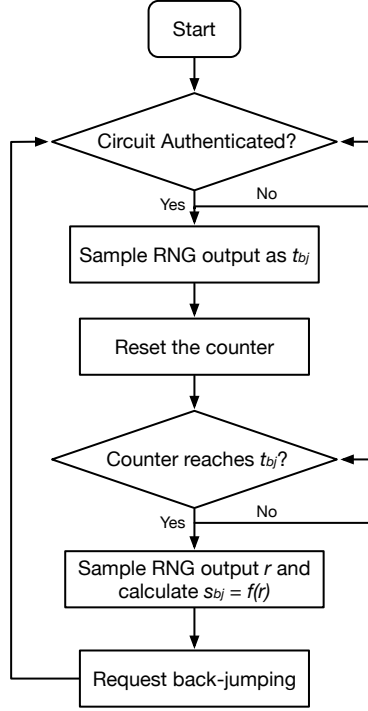 Start
Circuit Authenticated?
No
Yes
Sample RNG output as tbj
Reset the counter
Counter reaches tbj?
No
Yes
Sample RNG output r and
calculate sbj = f(r)
Request back-jumping